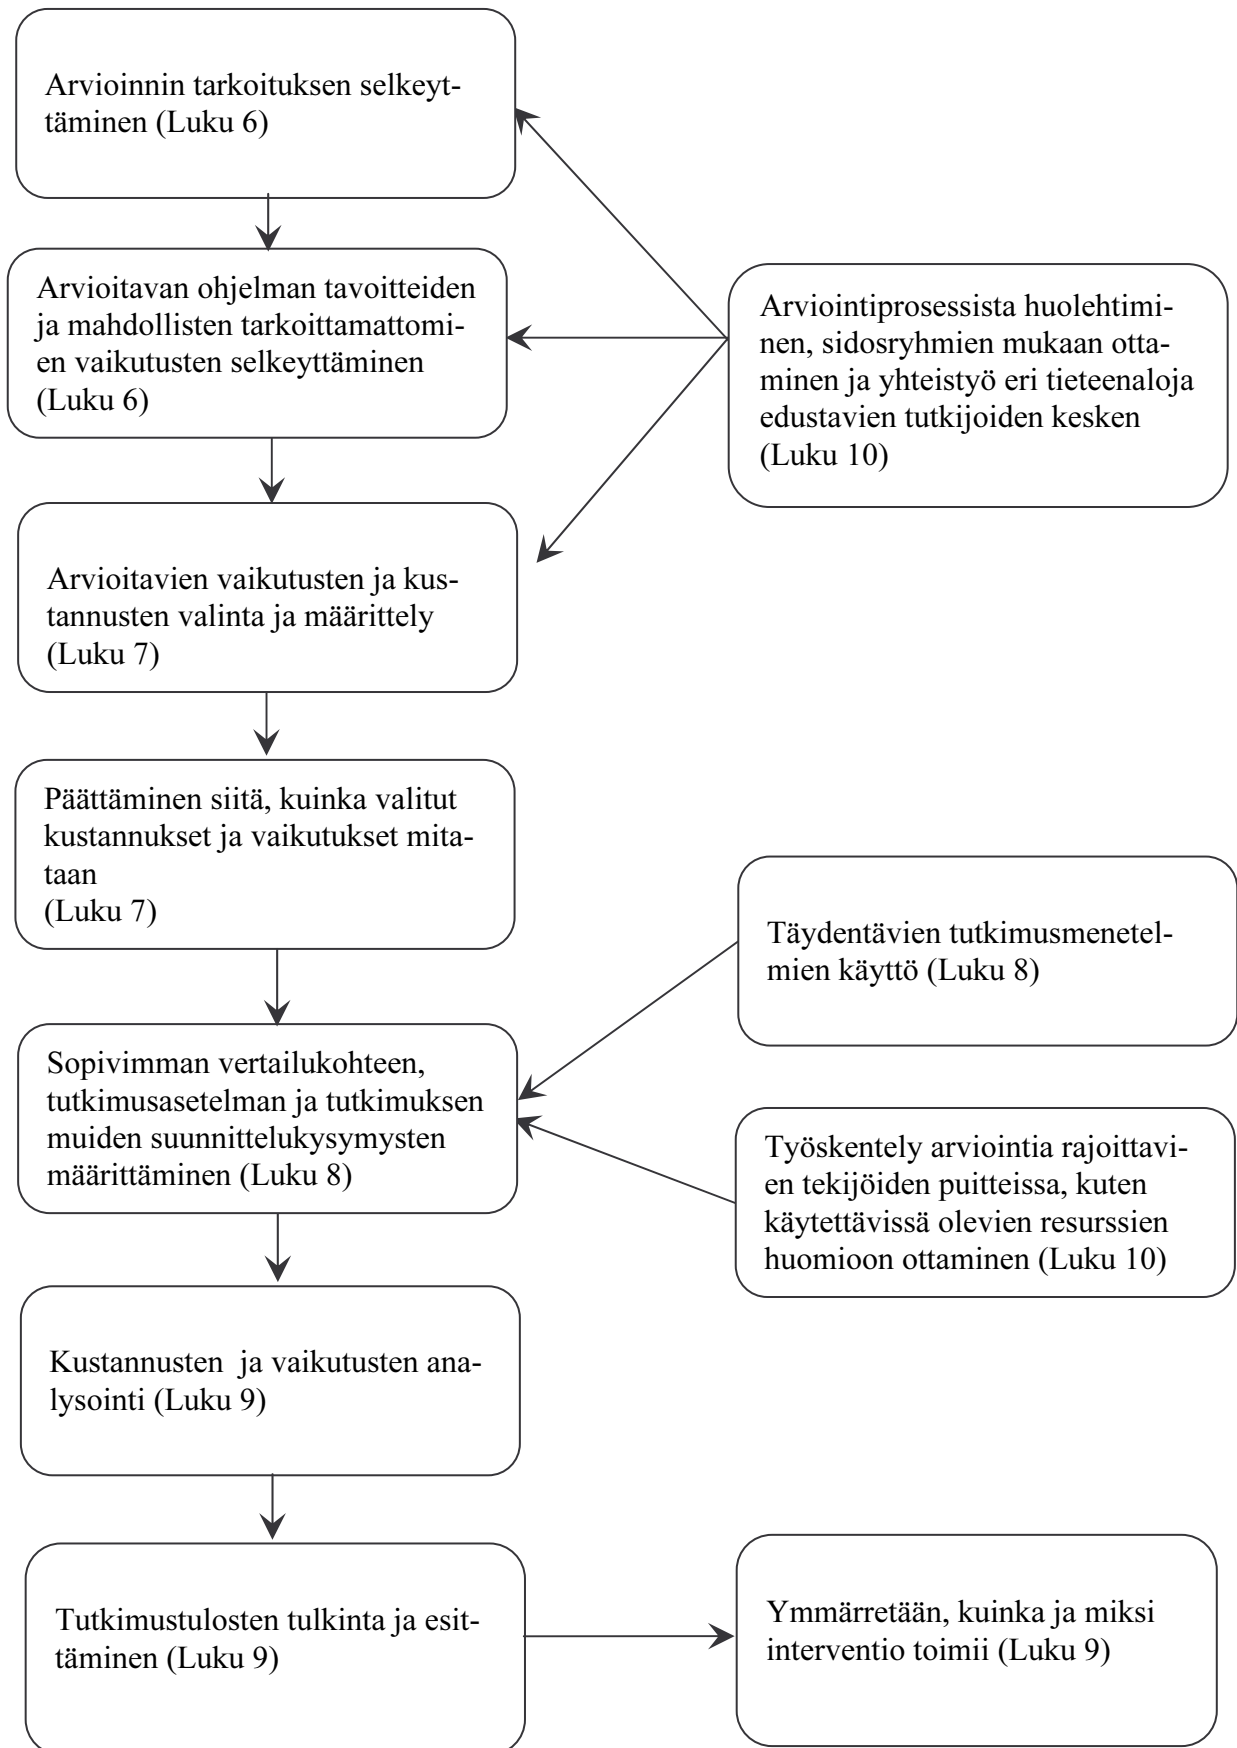 Arvioinnin tarkoituksen selkeyt-
täminen (Luku 6)
Arvioitavan ohjelman tavoitteiden
ja mahdollisten tarkoittamattomi-
en vaikutusten selkeyttäminen
(Luku 6)
Arviointiprosessista huolehtimi-
nen, sidosryhmien mukaan otta-
minen ja yhteistyö eri tieteenaloja
edustavien tutkijoiden kesken
(Luku 10)
Arvioitavien vaikutusten ja kus-
tannusten valinta ja määrittely
(Luku 7)
Päättäminen siitä, kuinka valitut
kustannukset ja vaikutukset mita-
taan
(Luku 7)
Täydentävien tutkimusmenetel-
mien käyttö (Luku 8)
Sopivimman vertailukohteen,
tutkimusasetelman ja tutkimuksen
muiden suunnittelukysymysten
määrittäminen (Luku 8)
Työskentely arviointia rajoittavi-
en tekijöiden puitteissa, kuten
käytettävissä olevien resurssien
huomioon ottaminen (Luku 10)
Kustannusten  ja vaikutusten ana-
lysointi (Luku 9)
Tutkimustulosten tulkinta ja esit-
täminen (Luku 9)
Ymmärretään, kuinka ja miksi
interventio toimii (Luku 9)